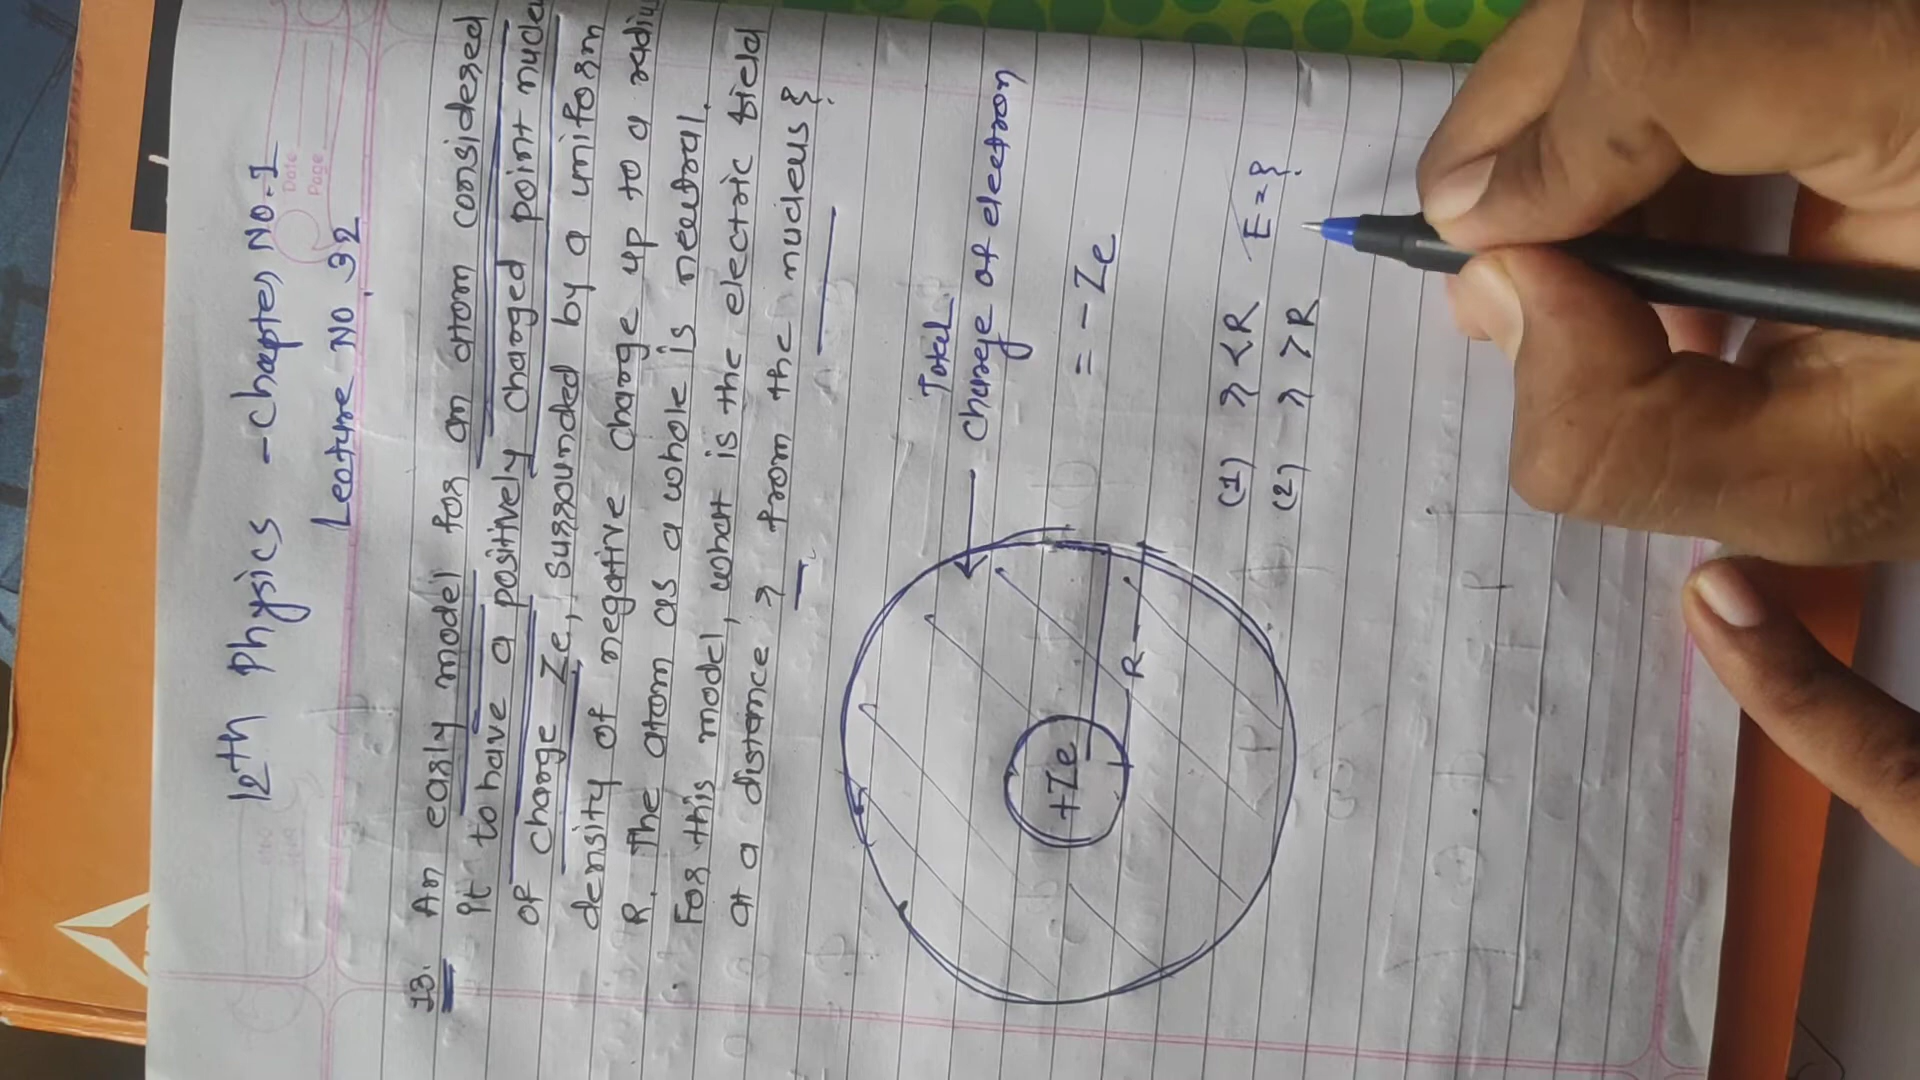 12th Physics - Chapter No. 1
Lecture No. 32
Date
Page
13. An early model for an atom considered
it to have a positively charged point
of charge Ze, surrounded by a uniform
density of negative charge up to a
R. The atom as a whole is neutral.
For this model, what is the electric field
at a distance r from the nucleus?
Total
charge of electron
= - Ze
+Ze
R
(1) r < R E = ?
(2) r > R